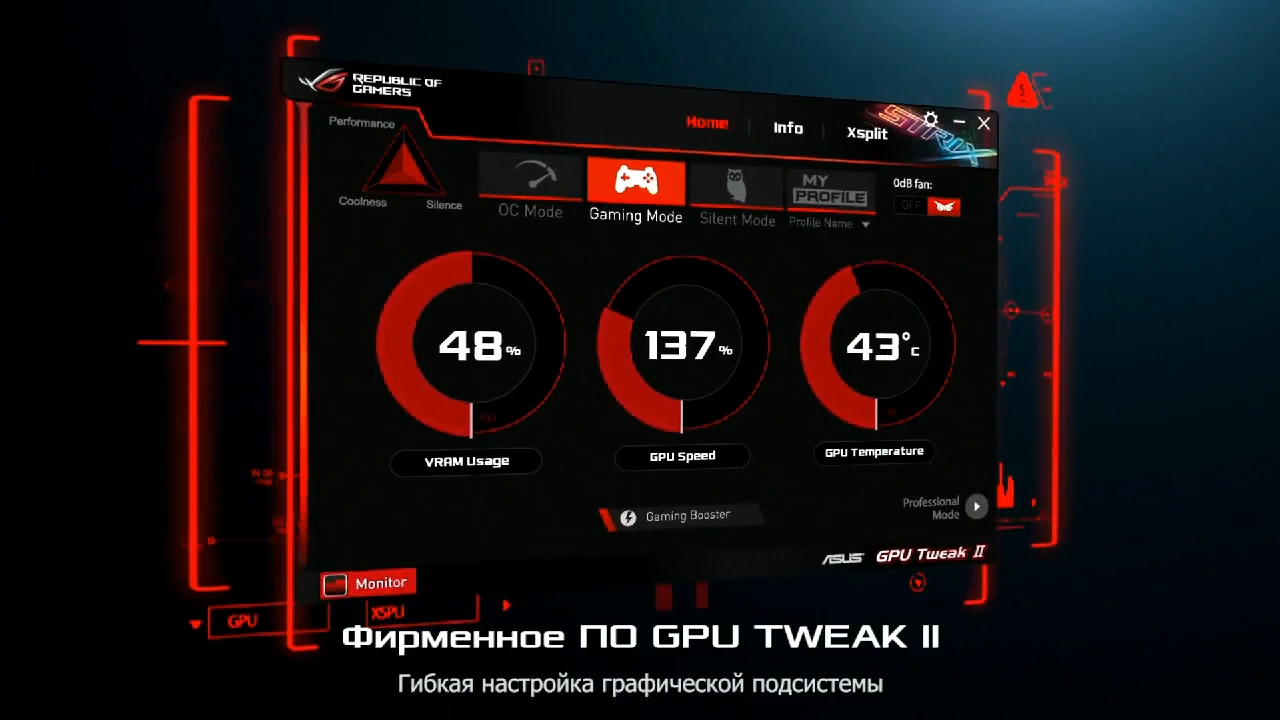 REPUBLIC OF
GAMERS
Performance
Coolness
Silence
Home
Info
Xsplit
STRIX
OC Mode
Gaming Mode
Silent Mode
MY
PROFILE
Profile Name
0dB fan:
OFF
48%
137%
43°C
VRAM Usage
GPU Speed
GPU Temperature
Gaming Booster
Professional
Mode
ASUS GPU Tweak II
Monitor
GPU
XSPU
Фирменное ПО GPU TWEAK II
Гибкая настройка графической подсистемы